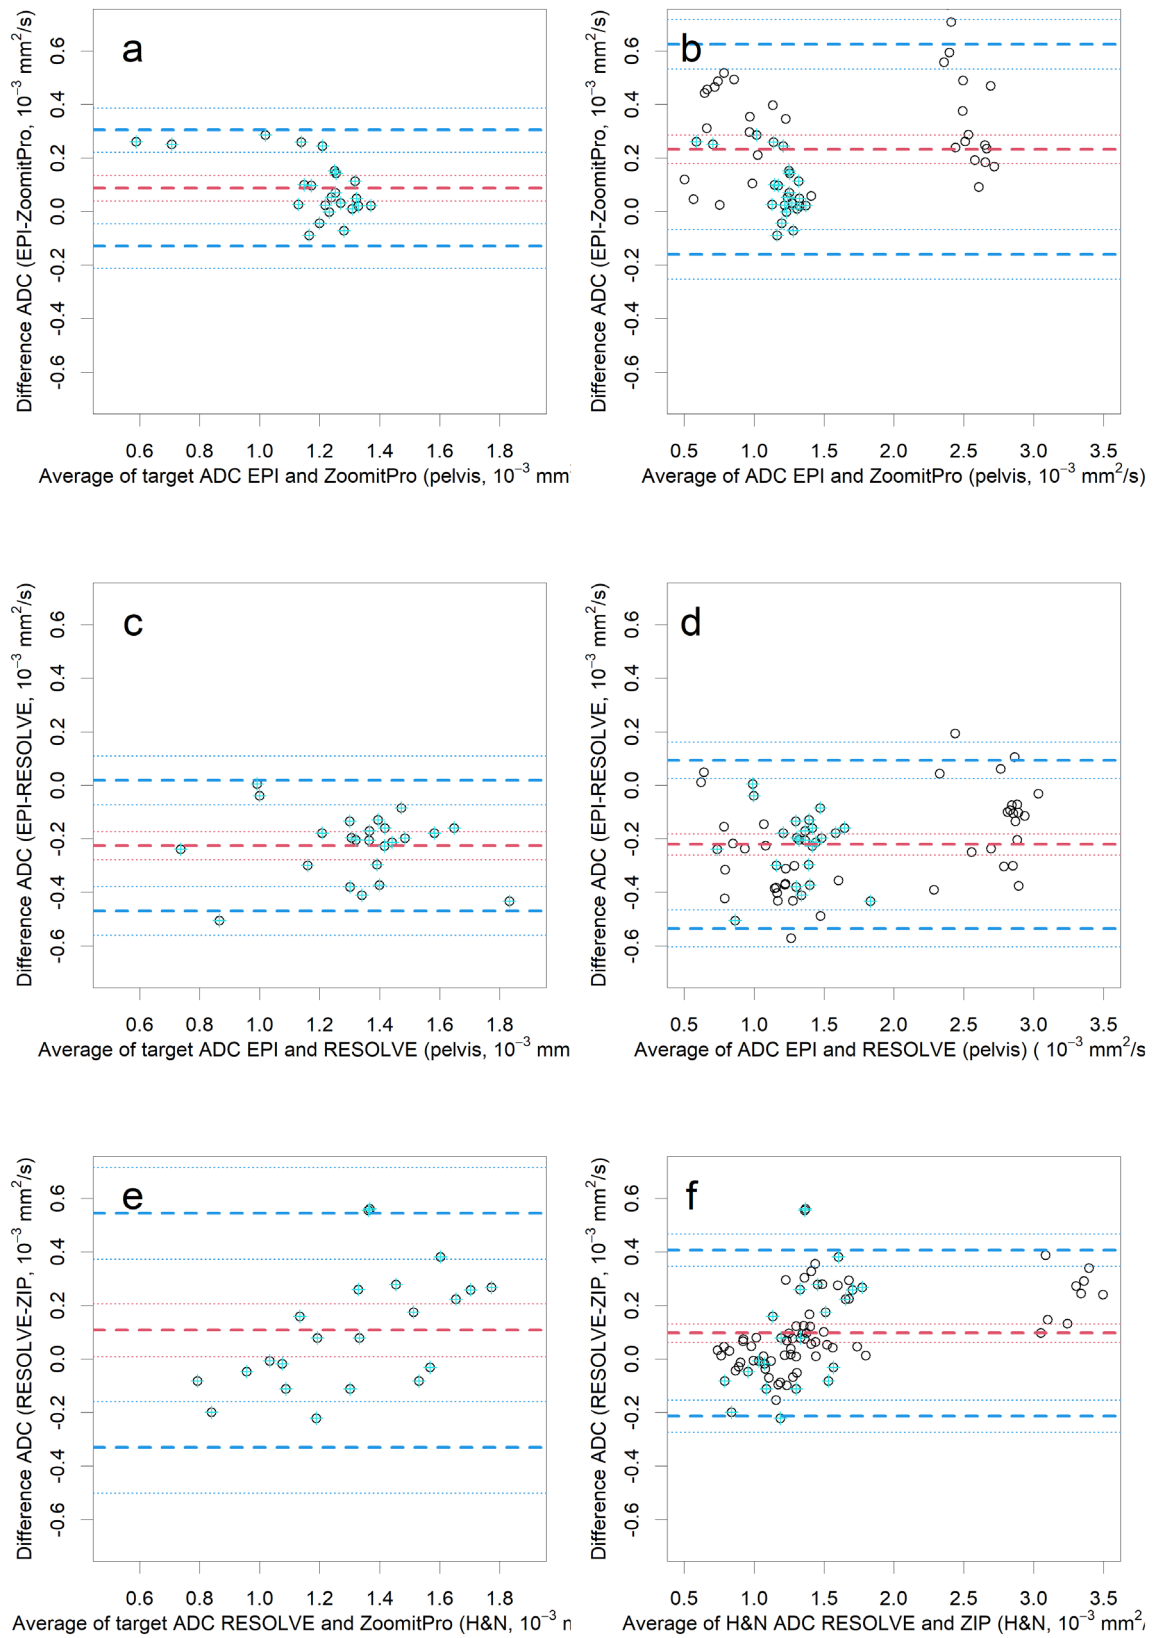 a
Difference ADC (EPI-ZoomitPro, 10⁻³ mm²/s)
0.6
0.4
0.2
0.0
-0.2
-0.4
-0.6
0.6 0.8 1.0 1.2 1.4 1.6 1.8
Average of target ADC EPI and ZoomitPro (pelvis, 10⁻³ mm
b
Difference ADC (EPI-ZoomitPro, 10⁻³ mm²/s)
0.6
0.4
0.2
0.0
-0.2
-0.4
-0.6
0.5 1.0 1.5 2.0 2.5 3.0 3.5
Average of ADC EPI and ZoomitPro (pelvis, 10⁻³ mm²/s)
c
Difference ADC (EPI-RESOLVE, 10⁻³ mm²/s)
0.6
0.4
0.2
0.0
-0.2
-0.4
-0.6
0.6 0.8 1.0 1.2 1.4 1.6 1.8
Average of target ADC EPI and RESOLVE (pelvis, 10⁻³ mm
d
Difference ADC (EPI-RESOLVE, 10⁻³ mm²/s)
0.6
0.4
0.2
0.0
-0.2
-0.4
-0.6
0.5 1.0 1.5 2.0 2.5 3.0 3.5
Average of ADC EPI and RESOLVE (pelvis) ( 10⁻³ mm²/s
e
Difference ADC (RESOLVE-ZIP, 10⁻³ mm²/s)
0.6
0.4
0.2
0.0
-0.2
-0.4
-0.6
0.6 0.8 1.0 1.2 1.4 1.6 1.8
Average of target ADC RESOLVE and ZoomitPro (H&N, 10⁻³ m
f
Difference ADC (RESOLVE-ZIP, 10⁻³ mm²/s)
0.6
0.4
0.2
0.0
-0.2
-0.4
-0.6
0.5 1.0 1.5 2.0 2.5 3.0 3.5
Average of H&N ADC RESOLVE and ZIP (H&N, 10⁻³ mm²/